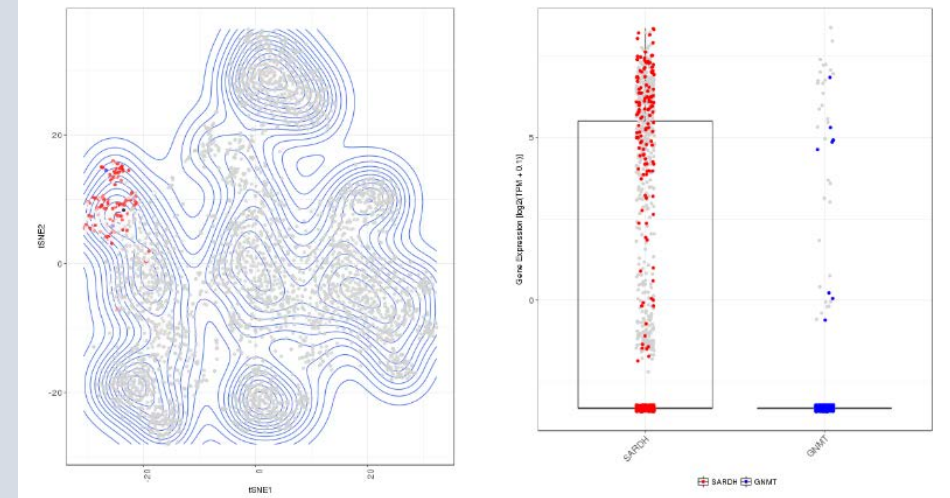 20
0
-20
tSNE2
-20
0
20
tSNE1
5
0
Gene Expression [log2(TPM + 0.1)]
SARDH
GNMT
SARDH GNMT